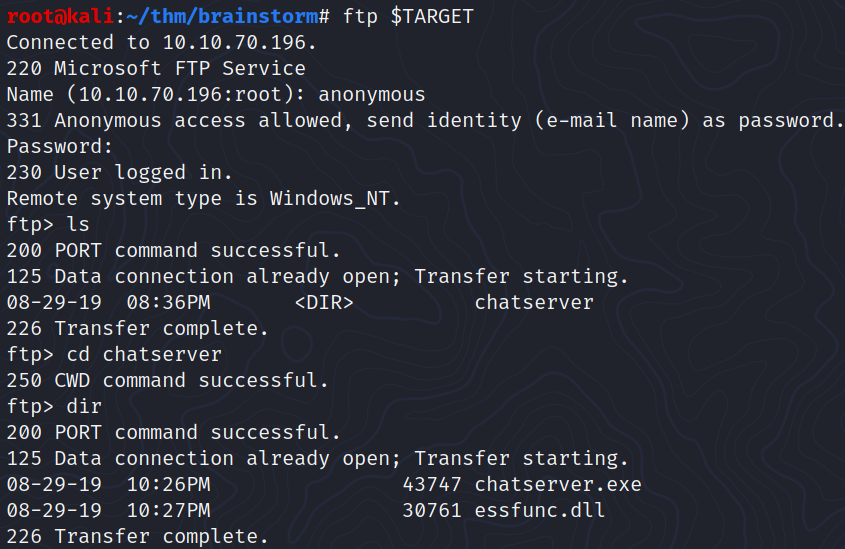 root@kali:~/thm/brainstorm# ftp $TARGET
Connected to 10.10.70.196.
220 Microsoft FTP Service
Name (10.10.70.196:root): anonymous
331 Anonymous access allowed, send identity (e-mail name) as password.
Password:
230 User logged in.
Remote system type is Windows_NT.
ftp> ls
200 PORT command successful.
125 Data connection already open; Transfer starting.
08-29-19  08:36PM       <DIR>          chatserver
226 Transfer complete.
ftp> cd chatserver
250 CWD command successful.
ftp> dir
200 PORT command successful.
125 Data connection already open; Transfer starting.
08-29-19  10:26PM                43747 chatserver.exe
08-29-19  10:27PM                30761 essfunc.dll
226 Transfer complete.